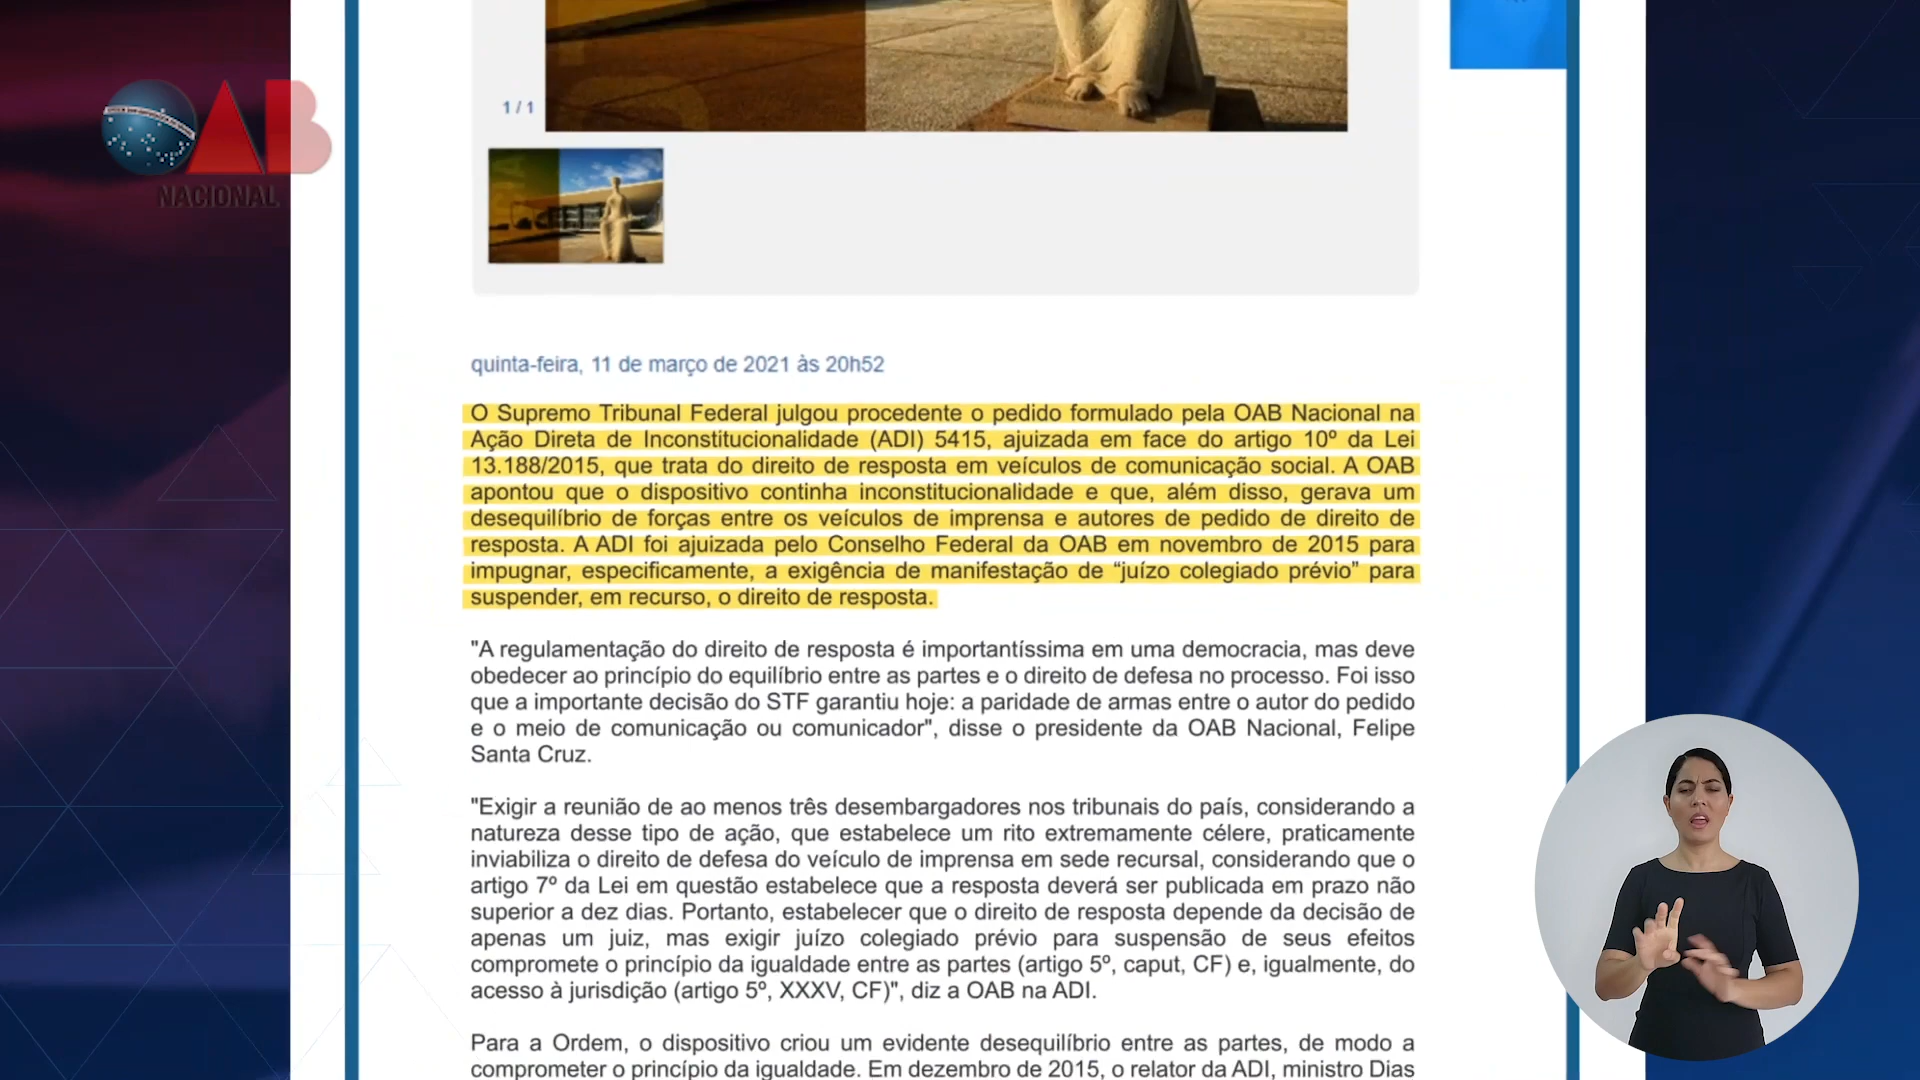 OAB
NACIONAL
1 / 1
quinta-feira, 11 de março de 2021 às 20h52
O Supremo Tribunal Federal julgou procedente o pedido formulado pela OAB Nacional na
Ação Direta de Inconstitucionalidade (ADI) 5415, ajuizada em face do artigo 10º da Lei
13.188/2015, que trata do direito de resposta em veículos de comunicação social. A OAB
apontou que o dispositivo continha inconstitucionalidade e que, além disso, gerava um
desequilíbrio de forças entre os veículos de imprensa e autores de pedido de direito de
resposta. A ADI foi ajuizada pelo Conselho Federal da OAB em novembro de 2015 para
impugnar, especificamente, a exigência de manifestação de “juízo colegiado prévio” para
suspender, em recurso, o direito de resposta.
"A regulamentação do direito de resposta é importantíssima em uma democracia, mas deve
obedecer ao princípio do equilíbrio entre as partes e o direito de defesa no processo. Foi isso
que a importante decisão do STF garantiu hoje: a paridade de armas entre o autor do pedido
e o meio de comunicação ou comunicador", disse o presidente da OAB Nacional, Felipe
Santa Cruz.
"Exigir a reunião de ao menos três desembargadores nos tribunais do país, considerando a
natureza desse tipo de ação, que estabelece um rito extremamente célere, praticamente
inviabiliza o direito de defesa do veículo de imprensa em sede recursal, considerando que o
artigo 7º da Lei em questão estabelece que a resposta deverá ser publicada em prazo não
superior a dez dias. Portanto, estabelecer que o direito de resposta depende da decisão de
apenas um juiz, mas exigir juízo colegiado prévio para suspensão de seus efeitos
compromete o princípio da igualdade entre as partes (artigo 5º, caput, CF) e, igualmente, do
acesso à jurisdição (artigo 5º, XXXV, CF)", diz a OAB na ADI.
Para a Ordem, o dispositivo criou um evidente desequilíbrio entre as partes, de modo a
comprometer o princípio da igualdade. Em dezembro de 2015, o relator da ADI, ministro Dias